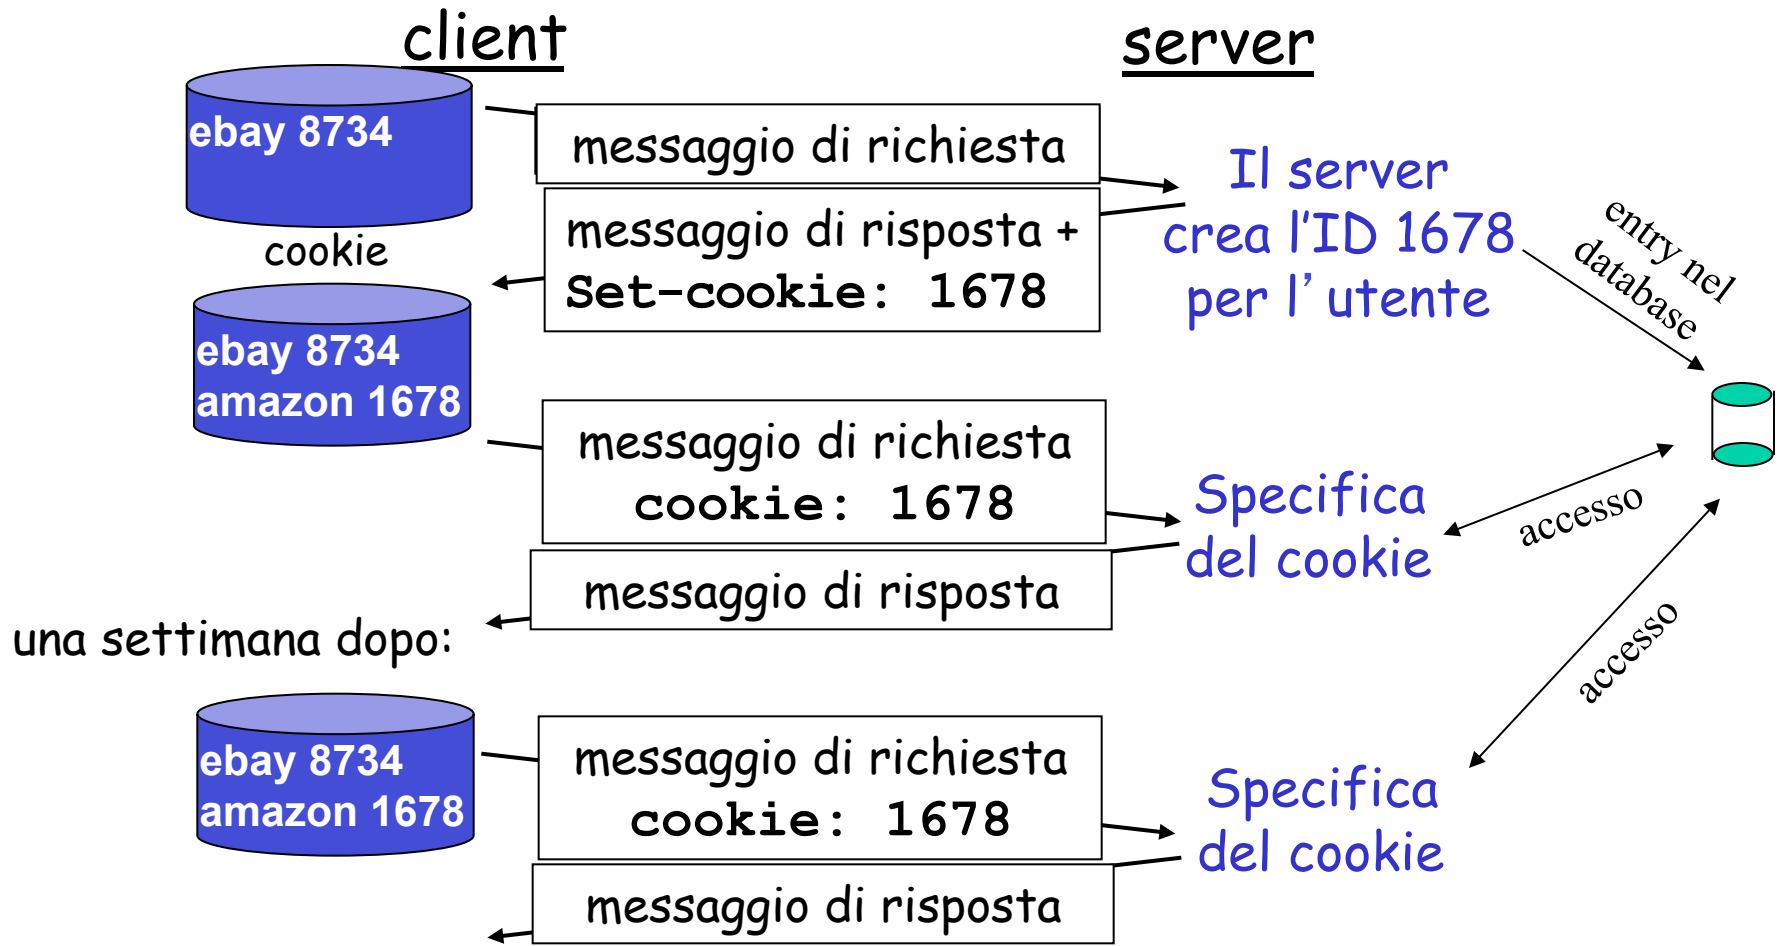 client
server
ebay 8734
messaggio di richiesta
Il server
crea l'ID 1678
per l’utente
messaggio di risposta +
Set-cookie: 1678
cookie
entry nel
database
ebay 8734
amazon 1678
messaggio di richiesta
cookie: 1678
Specifica
del cookie
accesso
messaggio di risposta
una settimana dopo:
accesso
ebay 8734
amazon 1678
messaggio di richiesta
cookie: 1678
Specifica
del cookie
messaggio di risposta